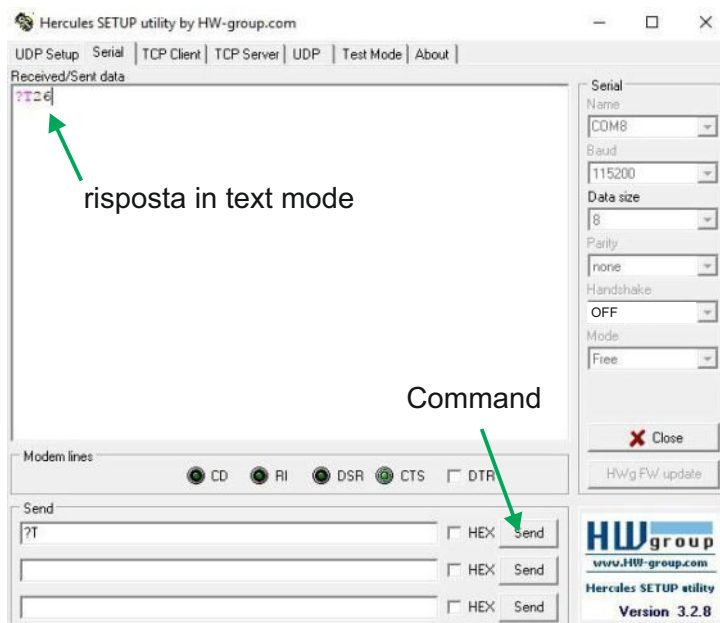 Hercules SETUP utility by HW-group.com
UDP Setup Serial TCP Client TCP Server UDP Test Mode About
Received/Sent data
?T26
risposta in text mode
Serial
Name
COM8
Baud
115200
Data size
8
Parity
none
Handshake
OFF
Mode
Free
Command
Close
Modem lines
CD RI DSR CTS DTR
HWg FW update
Send
?T HEX Send
HEX Send
HEX Send
HW group
www.HW-group.com
Hercules SETUP utility
Version 3.2.8